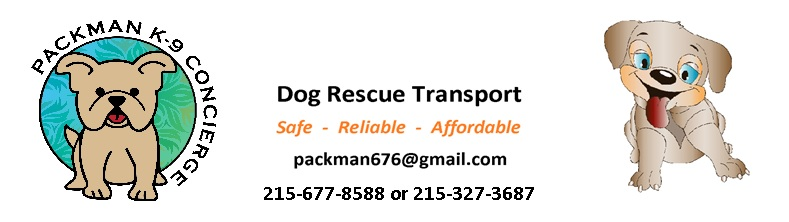 PACKMAN K-9 CONCIERGE
Dog Rescue Transport
Safe - Reliable - Affordable
packman676@gmail.com
215-677-8588 or 215-327-3687